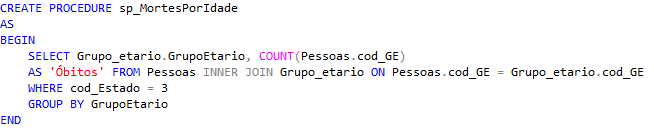 CREATE PROCEDURE sp_MortesPorIdade
AS
BEGIN
SELECT Grupo_etario.GrupoEtario, COUNT(Pessoas.cod_GE)
AS 'Óbitos' FROM Pessoas INNER JOIN Grupo_etario ON Pessoas.cod_GE = Grupo_etario.cod_GE
WHERE cod_Estado = 3
GROUP BY GrupoEtario
END